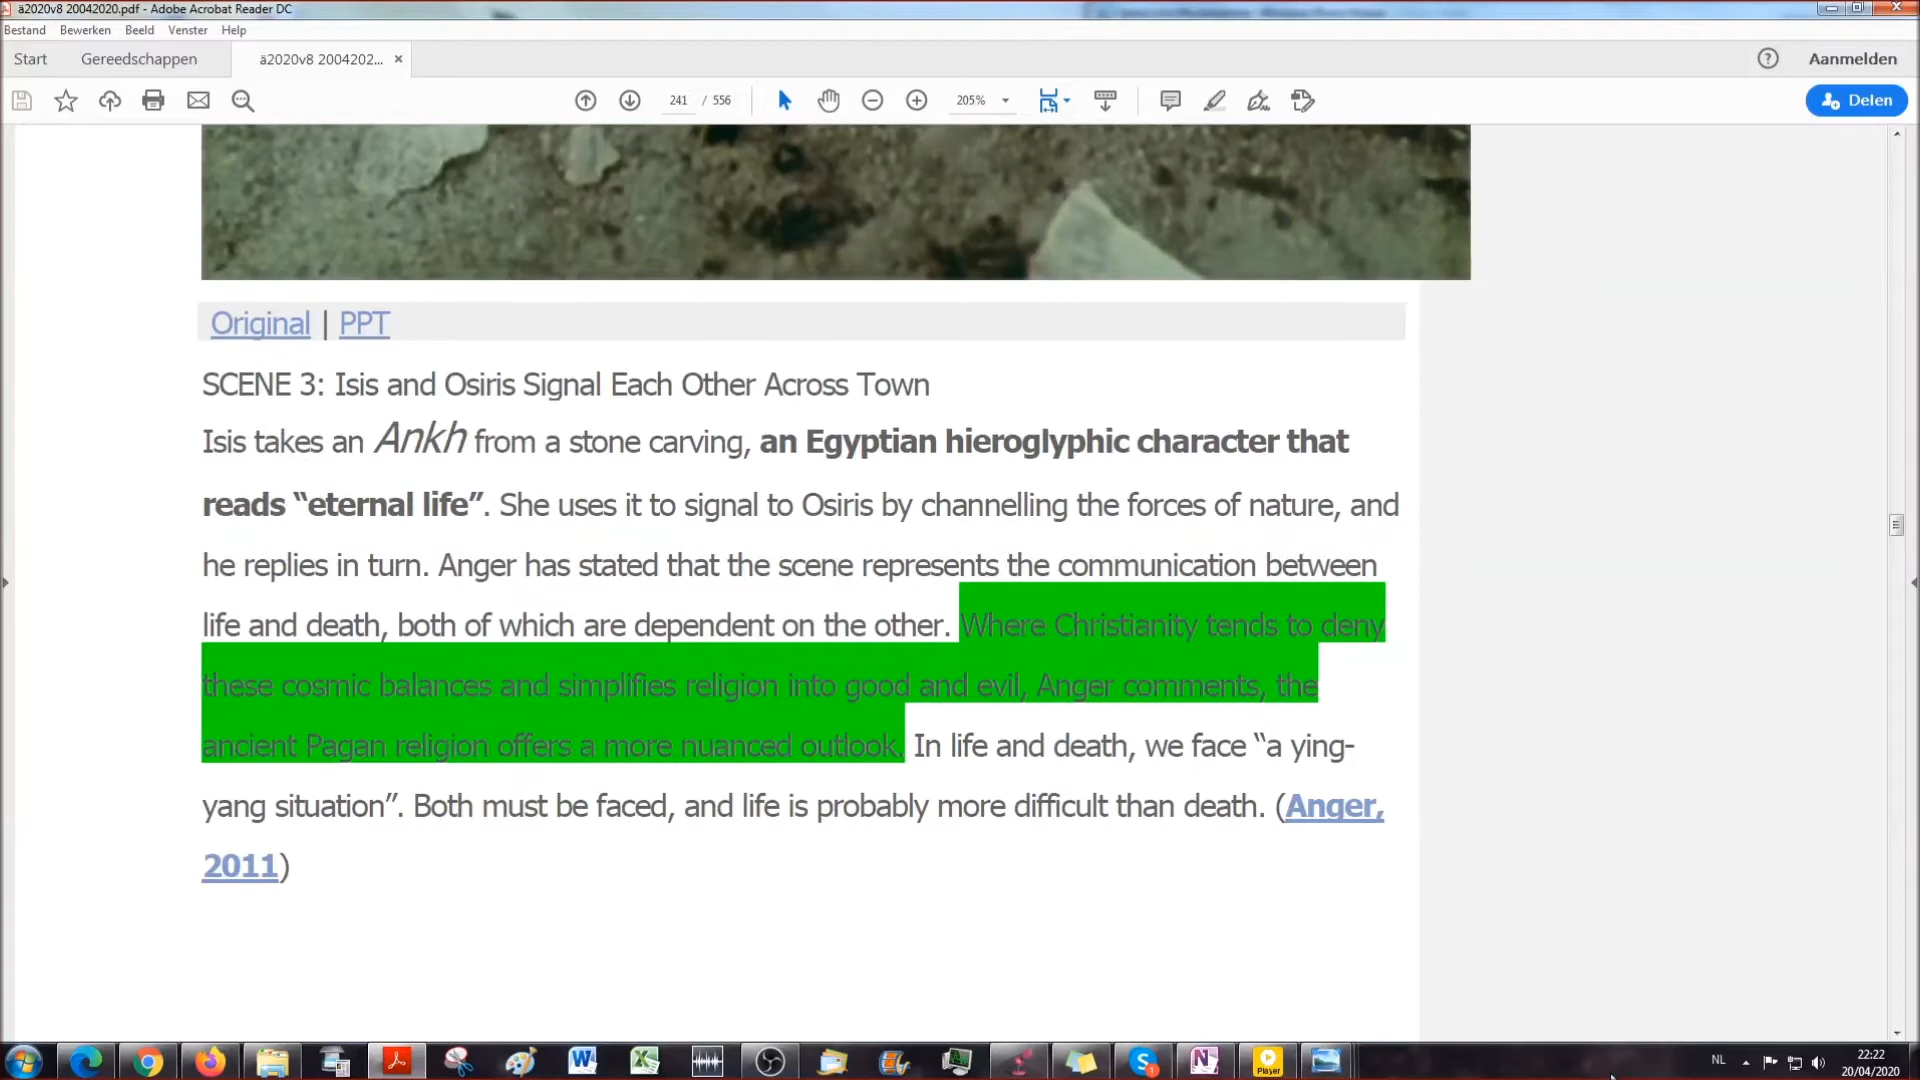 ä2020v8 20042020.pdf - Adobe Acrobat Reader DC
Bestand Bewerken Beeld Venster Help
Start Gereedschappen ä2020v8 2004202... Aanmelden
241 / 556 205% Delen
Original | PPT
SCENE 3: Isis and Osiris Signal Each Other Across Town
Isis takes an Ankh from a stone carving, an Egyptian hieroglyphic character that
reads “eternal life”. She uses it to signal to Osiris by channelling the forces of nature, and
he replies in turn. Anger has stated that the scene represents the communication between
life and death, both of which are dependent on the other. Where Christianity tends to deny
these cosmic balances and simplifies religion into good and evil, Anger comments, the
ancient Pagan religion offers a more nuanced outlook. In life and death, we face “a ying-
yang situation”. Both must be faced, and life is probably more difficult than death. (Anger,
2011)
Player
NL 22:22
20/04/2020